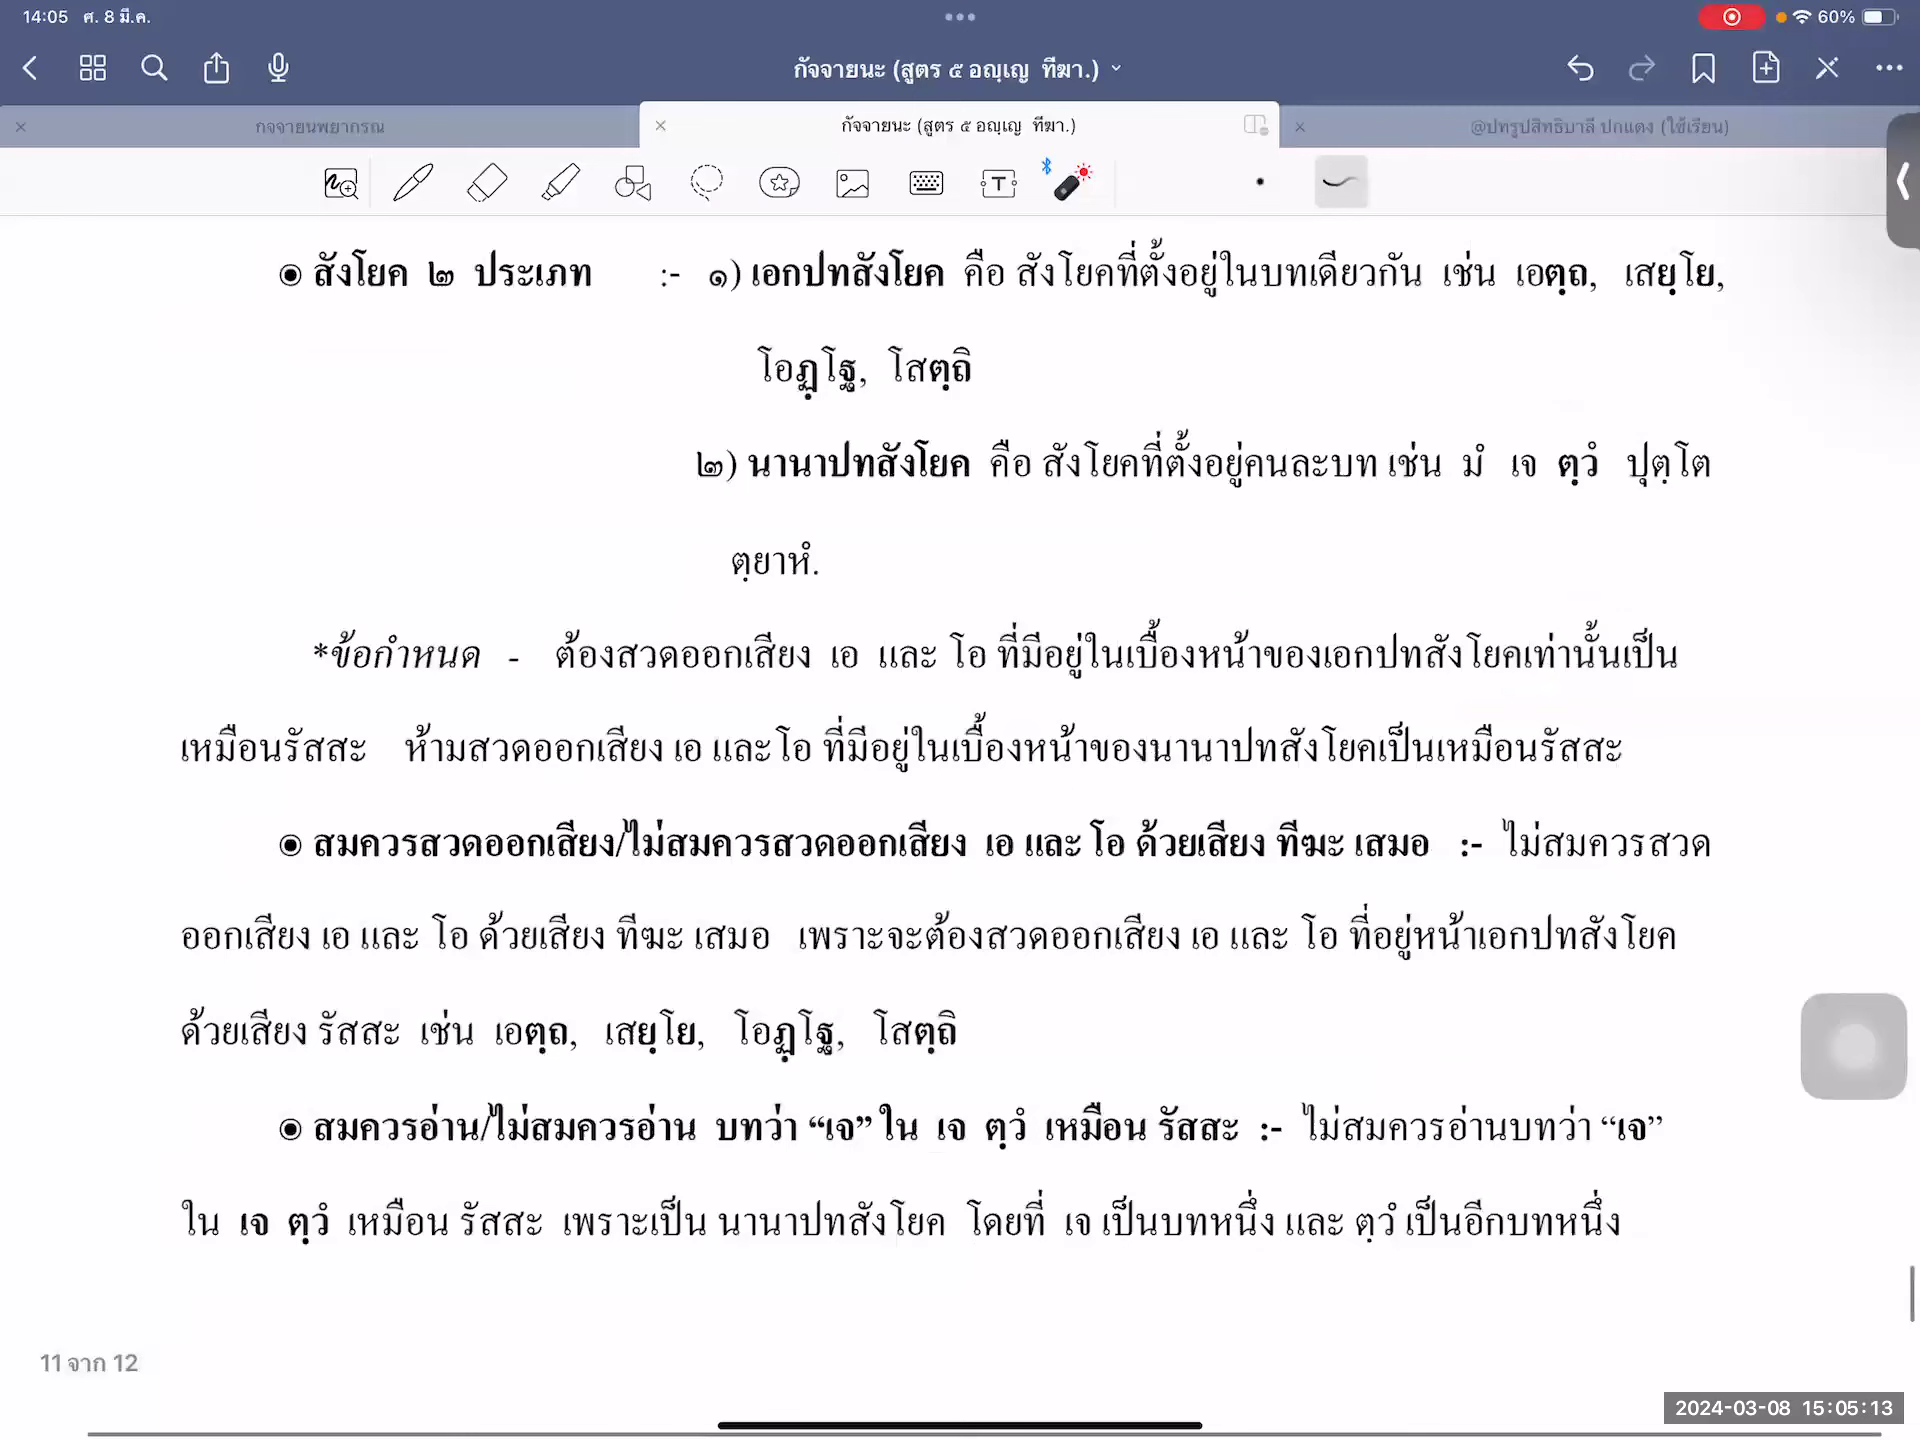 14:05 ศ. 8 มี.ค.
60%
กัจจายนะ (สูตร ๕ อญฺเญ ทีฆา.)
กจจายนพยากรณ
กัจจายนะ (สูตร ๕ อญฺเญ ทีฆา.)
@ปทรูปสิทธิบาลี ปกแดง (ใช้เรียน)
◉ สังโยค ๒ ประเภท :- ๑) เอกปทสังโยค คือ สังโยคที่ตั้งอยู่ในบทเดียวกัน เช่น เอตฺถ, เสยฺโย,
โอฏฺโฐ, โสตฺถิ
๒) นานาปทสังโยค คือ สังโยคที่ตั้งอยู่คนละบท เช่น มํ เจ ตฺวํ ปุตฺโต
ตฺยาหํ.
*ข้อกำหนด - ต้องสวดออกเสียง เอ และ โอ ที่มีอยู่ในเบื้องหน้าของเอกปทสังโยคเท่านั้นเป็น
เหมือนรัสสะ ห้ามสวดออกเสียง เอ และโอ ที่มีอยู่ในเบื้องหน้าของนานาปทสังโยคเป็นเหมือนรัสสะ
◉ สมควรสวดออกเสียง/ไม่สมควรสวดออกเสียง เอ และ โอ ด้วยเสียง ทีฆะ เสมอ :- ไม่สมควรสวด
ออกเสียง เอ และ โอ ด้วยเสียง ทีฆะ เสมอ เพราะจะต้องสวดออกเสียง เอ และ โอ ที่อยู่หน้าเอกปทสังโยค
ด้วยเสียง รัสสะ เช่น เอตฺถ, เสยฺโย, โอฏฺโฐ, โสตฺถิ
◉ สมควรอ่าน/ไม่สมควรอ่าน บทว่า “เจ” ใน เจ ตฺวํ เหมือน รัสสะ :- ไม่สมควรอ่านบทว่า “เจ”
ใน เจ ตฺวํ เหมือน รัสสะ เพราะเป็น นานาปทสังโยค โดยที่ เจ เป็นบทหนึ่ง และ ตฺวํ เป็นอีกบทหนึ่ง
11 จาก 12
2024-03-08 15:05:13